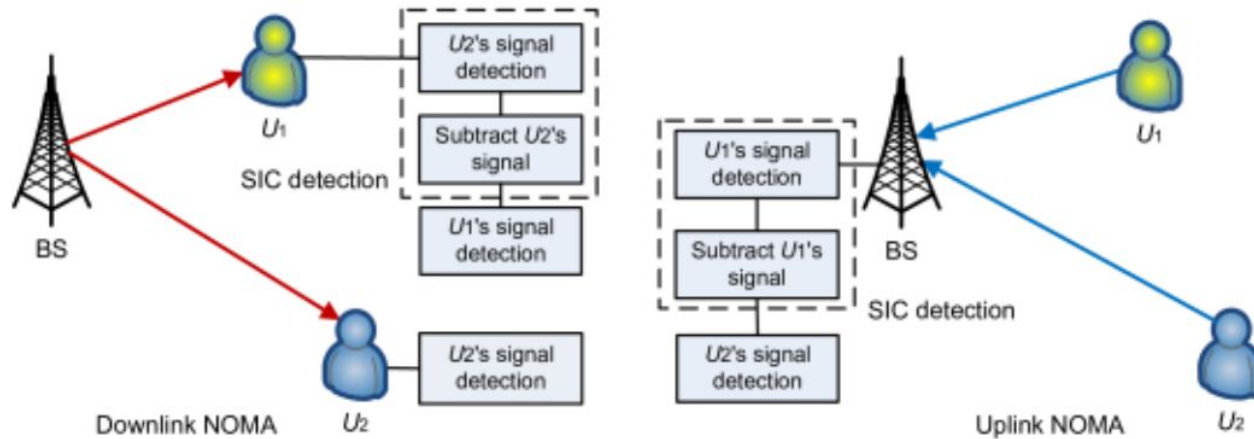 U2's signal
detection
U1
Subtract U2's
signal
SIC detection
BS
U1's signal
detection
U2's signal
detection
U2
Downlink NOMA
U1
U1's signal
detection
BS
Subtract U1's
signal
SIC detection
U2's signal
detection
U2
Uplink NOMA